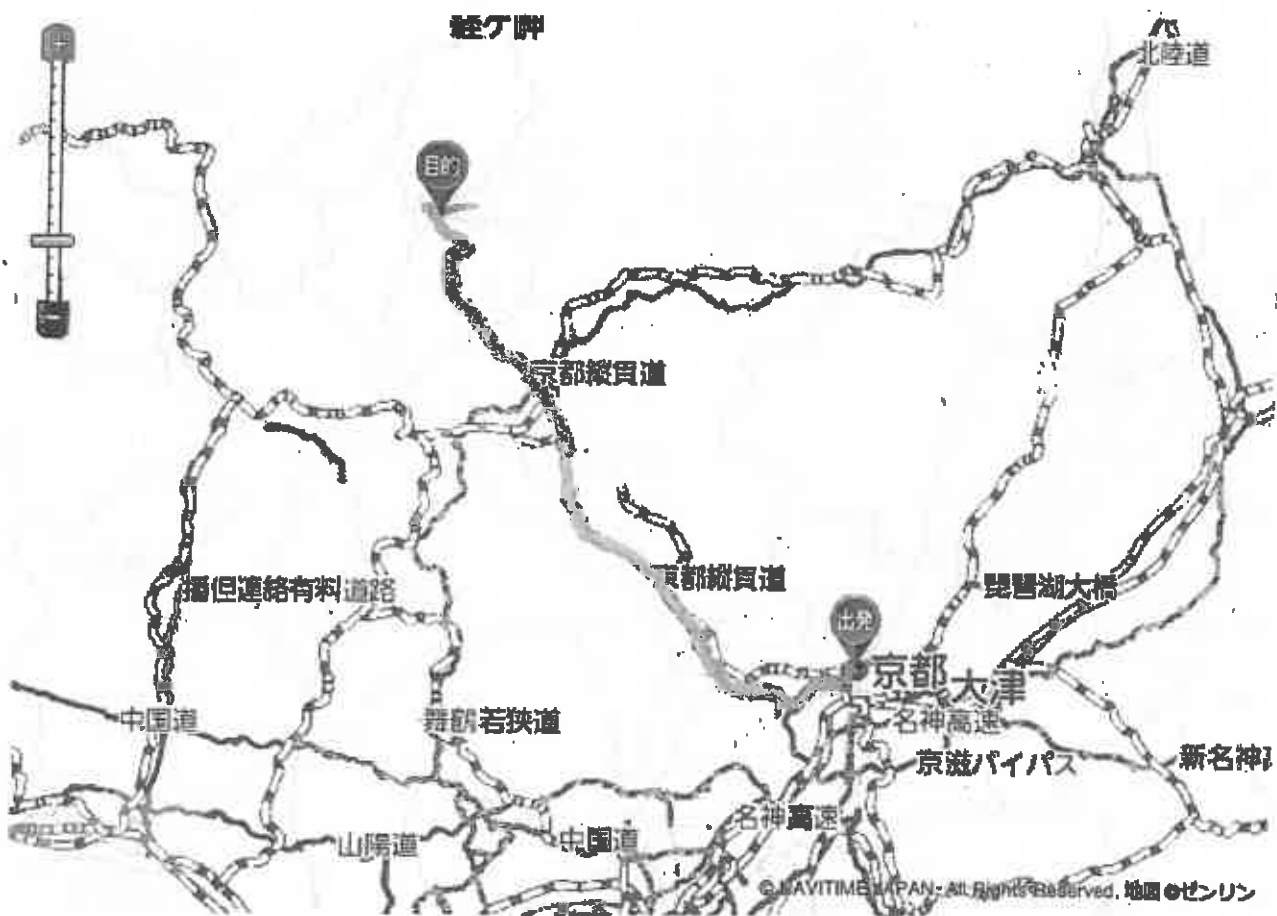 経ケ岬
北陸道
目的
京都縦貫道
京都縦貫道
播但連絡有料道路
琵琶湖大橋
出発
京都
大津
中国道
舞鶴若狭道
名神高速
京滋バイパス
新名神
名神高速
山陽道
中国道
© NAVITIME JAPAN. All Rights Reserved. 地図©ゼンリン